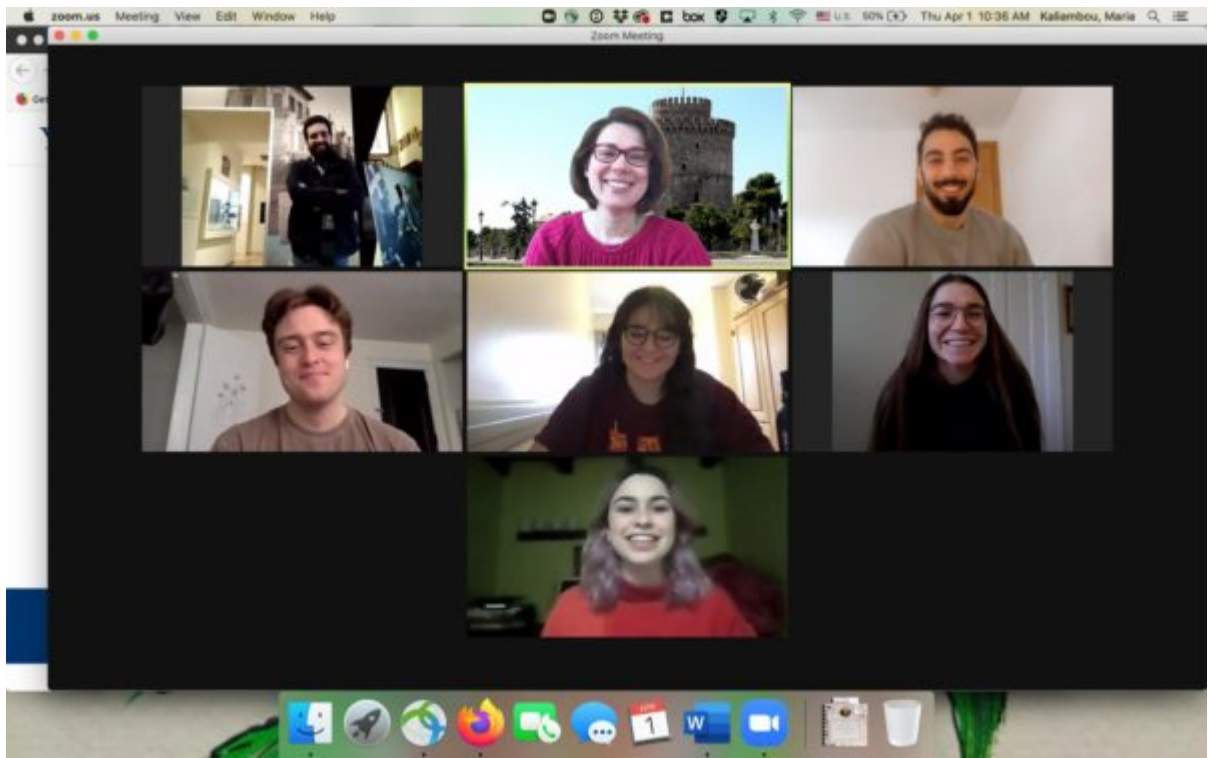 zoom.us Meeting View Edit Window Help box U.S. 50% Thu Apr 1 10:36 AM Kaliambou, Maria
Zoom Meeting
Y
1
W